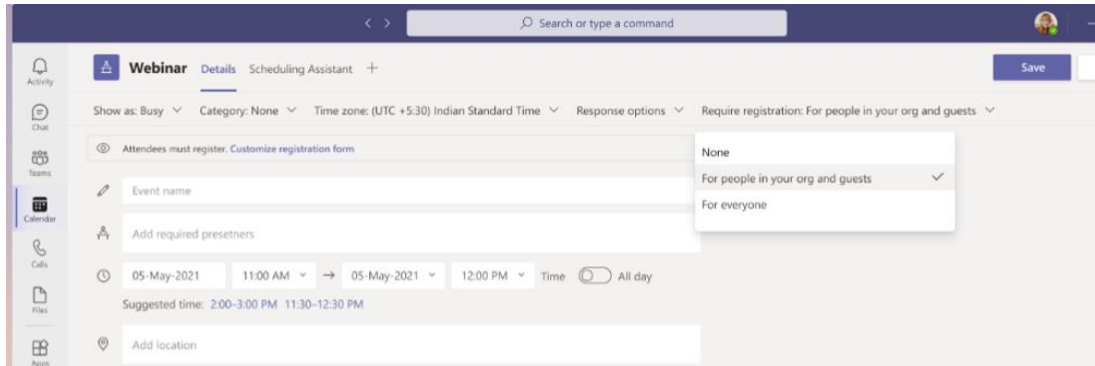 Search or type a command
Activity
Chat
Teams
Calendar
Calls
Files
Apps
Webinar Details Scheduling Assistant
Save
Show as: Busy Category: None Time zone: (UTC +5:30) Indian Standard Time Response options Require registration: For people in your org and guests
None
For people in your org and guests
For everyone
Attendees must register. Customize registration form
Event name
Add required presetners
05-May-2021 11:00 AM → 05-May-2021 12:00 PM Time All day
Suggested time: 2:00–3:00 PM 11:30–12:30 PM
Add location